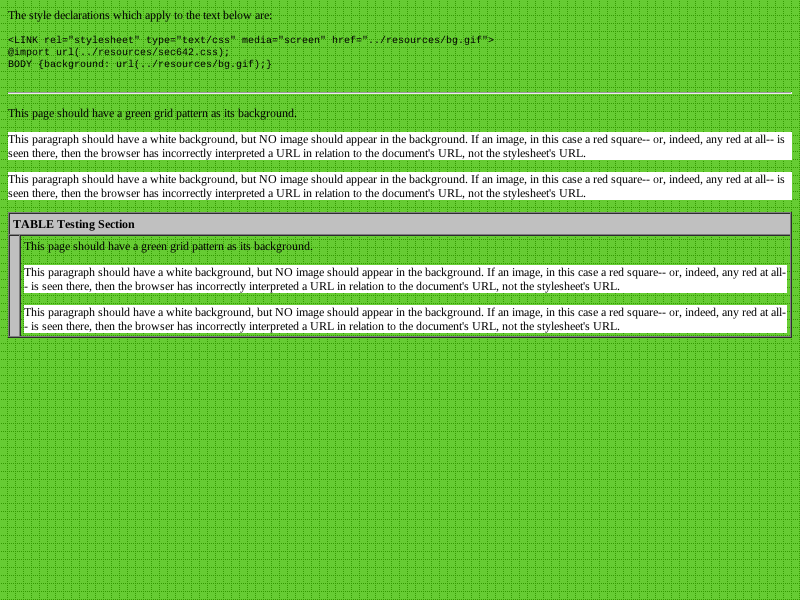 The style declarations which apply to the text below are:
<LINK rel="stylesheet" type="text/css" media="screen" href="../resources/bg.gif">
@import url(../resources/sec642.css);
BODY {background: url(../resources/bg.gif);}
This page should have a green grid pattern as its background.
This paragraph should have a white background, but NO image should appear in the background. If an image, in this case a red square-- or, indeed, any red at all-- is
seen there, then the browser has incorrectly interpreted a URL in relation to the document's URL, not the stylesheet's URL.
This paragraph should have a white background, but NO image should appear in the background. If an image, in this case a red square-- or, indeed, any red at all-- is
seen there, then the browser has incorrectly interpreted a URL in relation to the document's URL, not the stylesheet's URL.
TABLE Testing Section
This page should have a green grid pattern as its background.
This paragraph should have a white background, but NO image should appear in the background. If an image, in this case a red square-- or, indeed, any red at all-
- is seen there, then the browser has incorrectly interpreted a URL in relation to the document's URL, not the stylesheet's URL.
This paragraph should have a white background, but NO image should appear in the background. If an image, in this case a red square-- or, indeed, any red at all-
- is seen there, then the browser has incorrectly interpreted a URL in relation to the document's URL, not the stylesheet's URL.